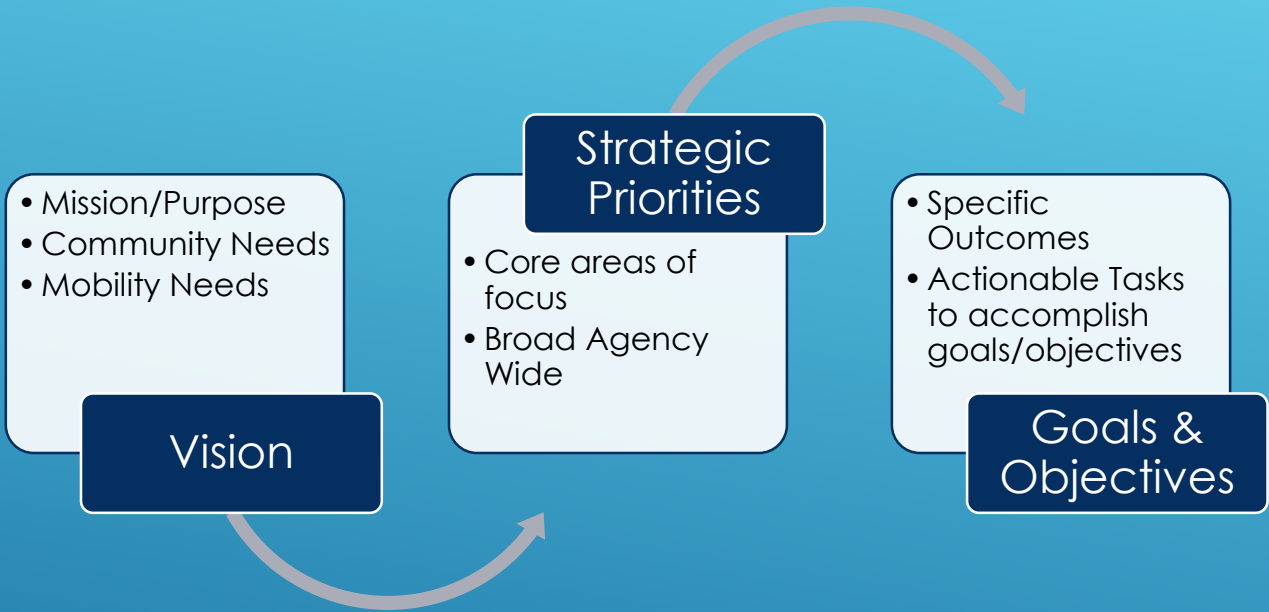 • Mission/Purpose
• Community Needs
• Mobility Needs
Vision
Strategic
Priorities
• Core areas of
focus
• Broad Agency
Wide
• Specific
Outcomes
• Actionable Tasks
to accomplish
goals/objectives
Goals &
Objectives